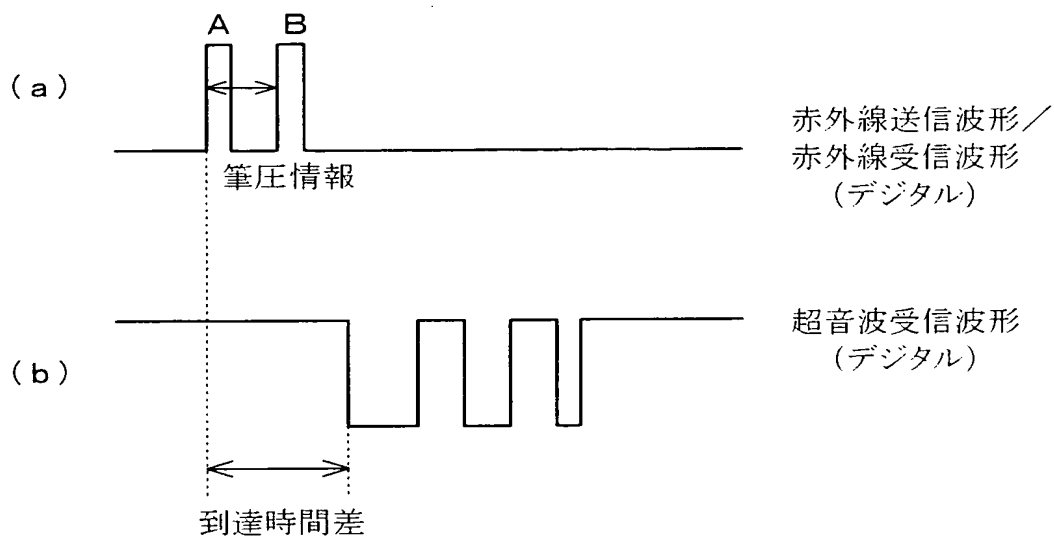 A B
(a)
赤外線送信波形/
赤外線受信波形
(デジタル)
筆圧情報
超音波受信波形
(デジタル)
(b)
到達時間差